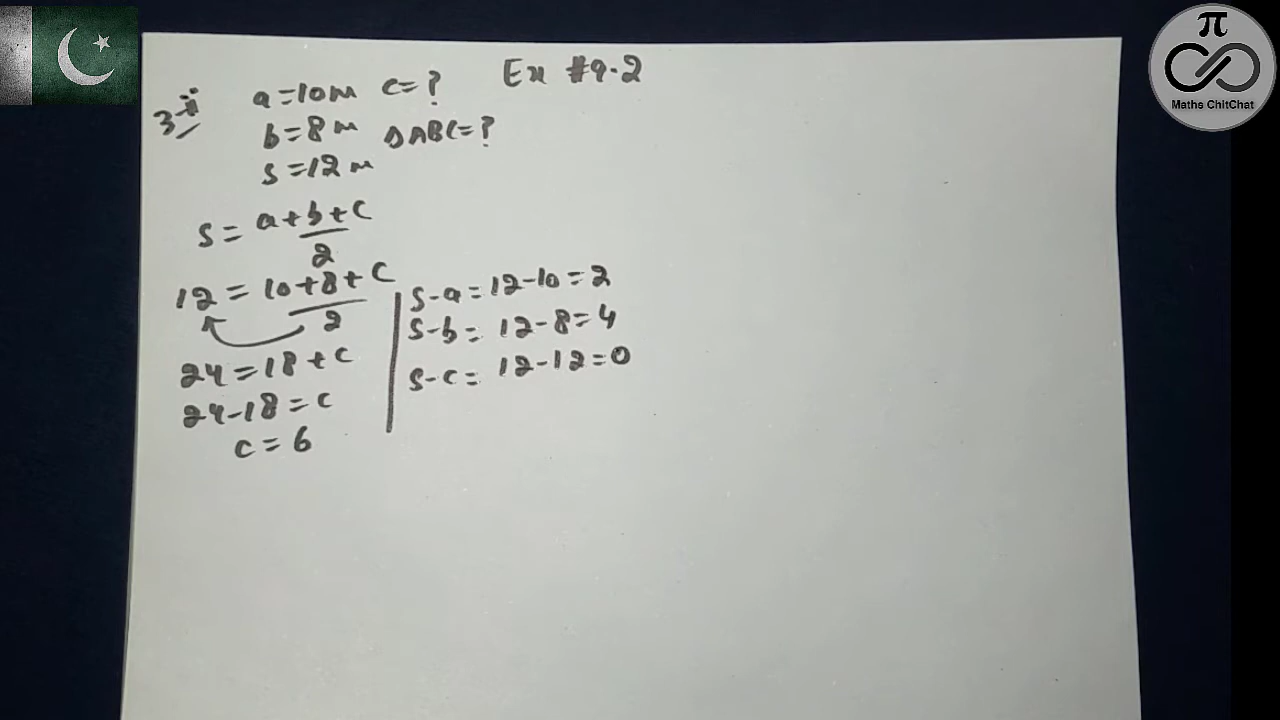 Ex #9.2
3 ii
a=10m c=?
b=8m ΔABC=?
s=12m
s= a+b+c
2
12= 10+8+c
2
24=18+c
24-18=c
c=6
s-a=12-10=2
s-b= 12-8=4
s-c= 12-12=0
π
Maths ChitChat